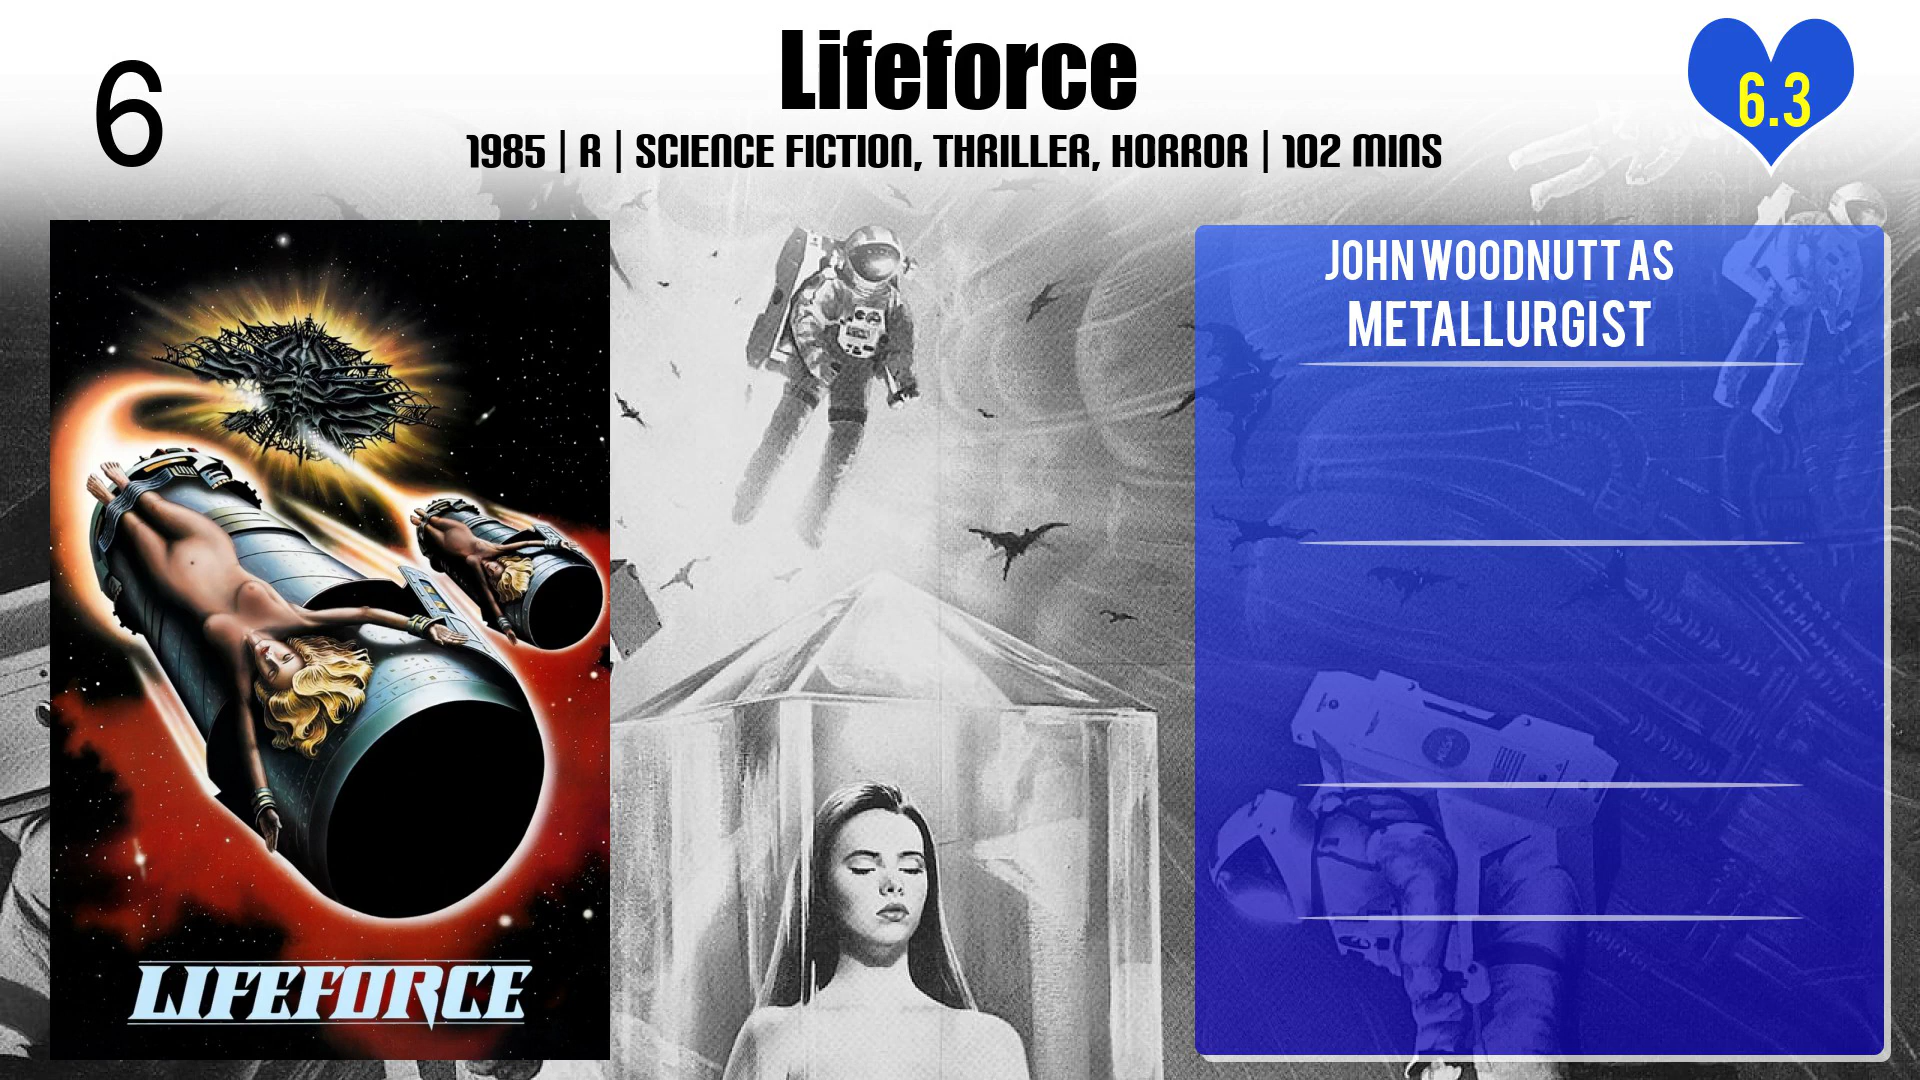 6
Lifeforce
1985 | R | SCIENCE FICTION, THRILLER, HORROR | 102 MINS
6.3
JOHN WOODNUTT AS
METALLURGIST
LIFEFORCE